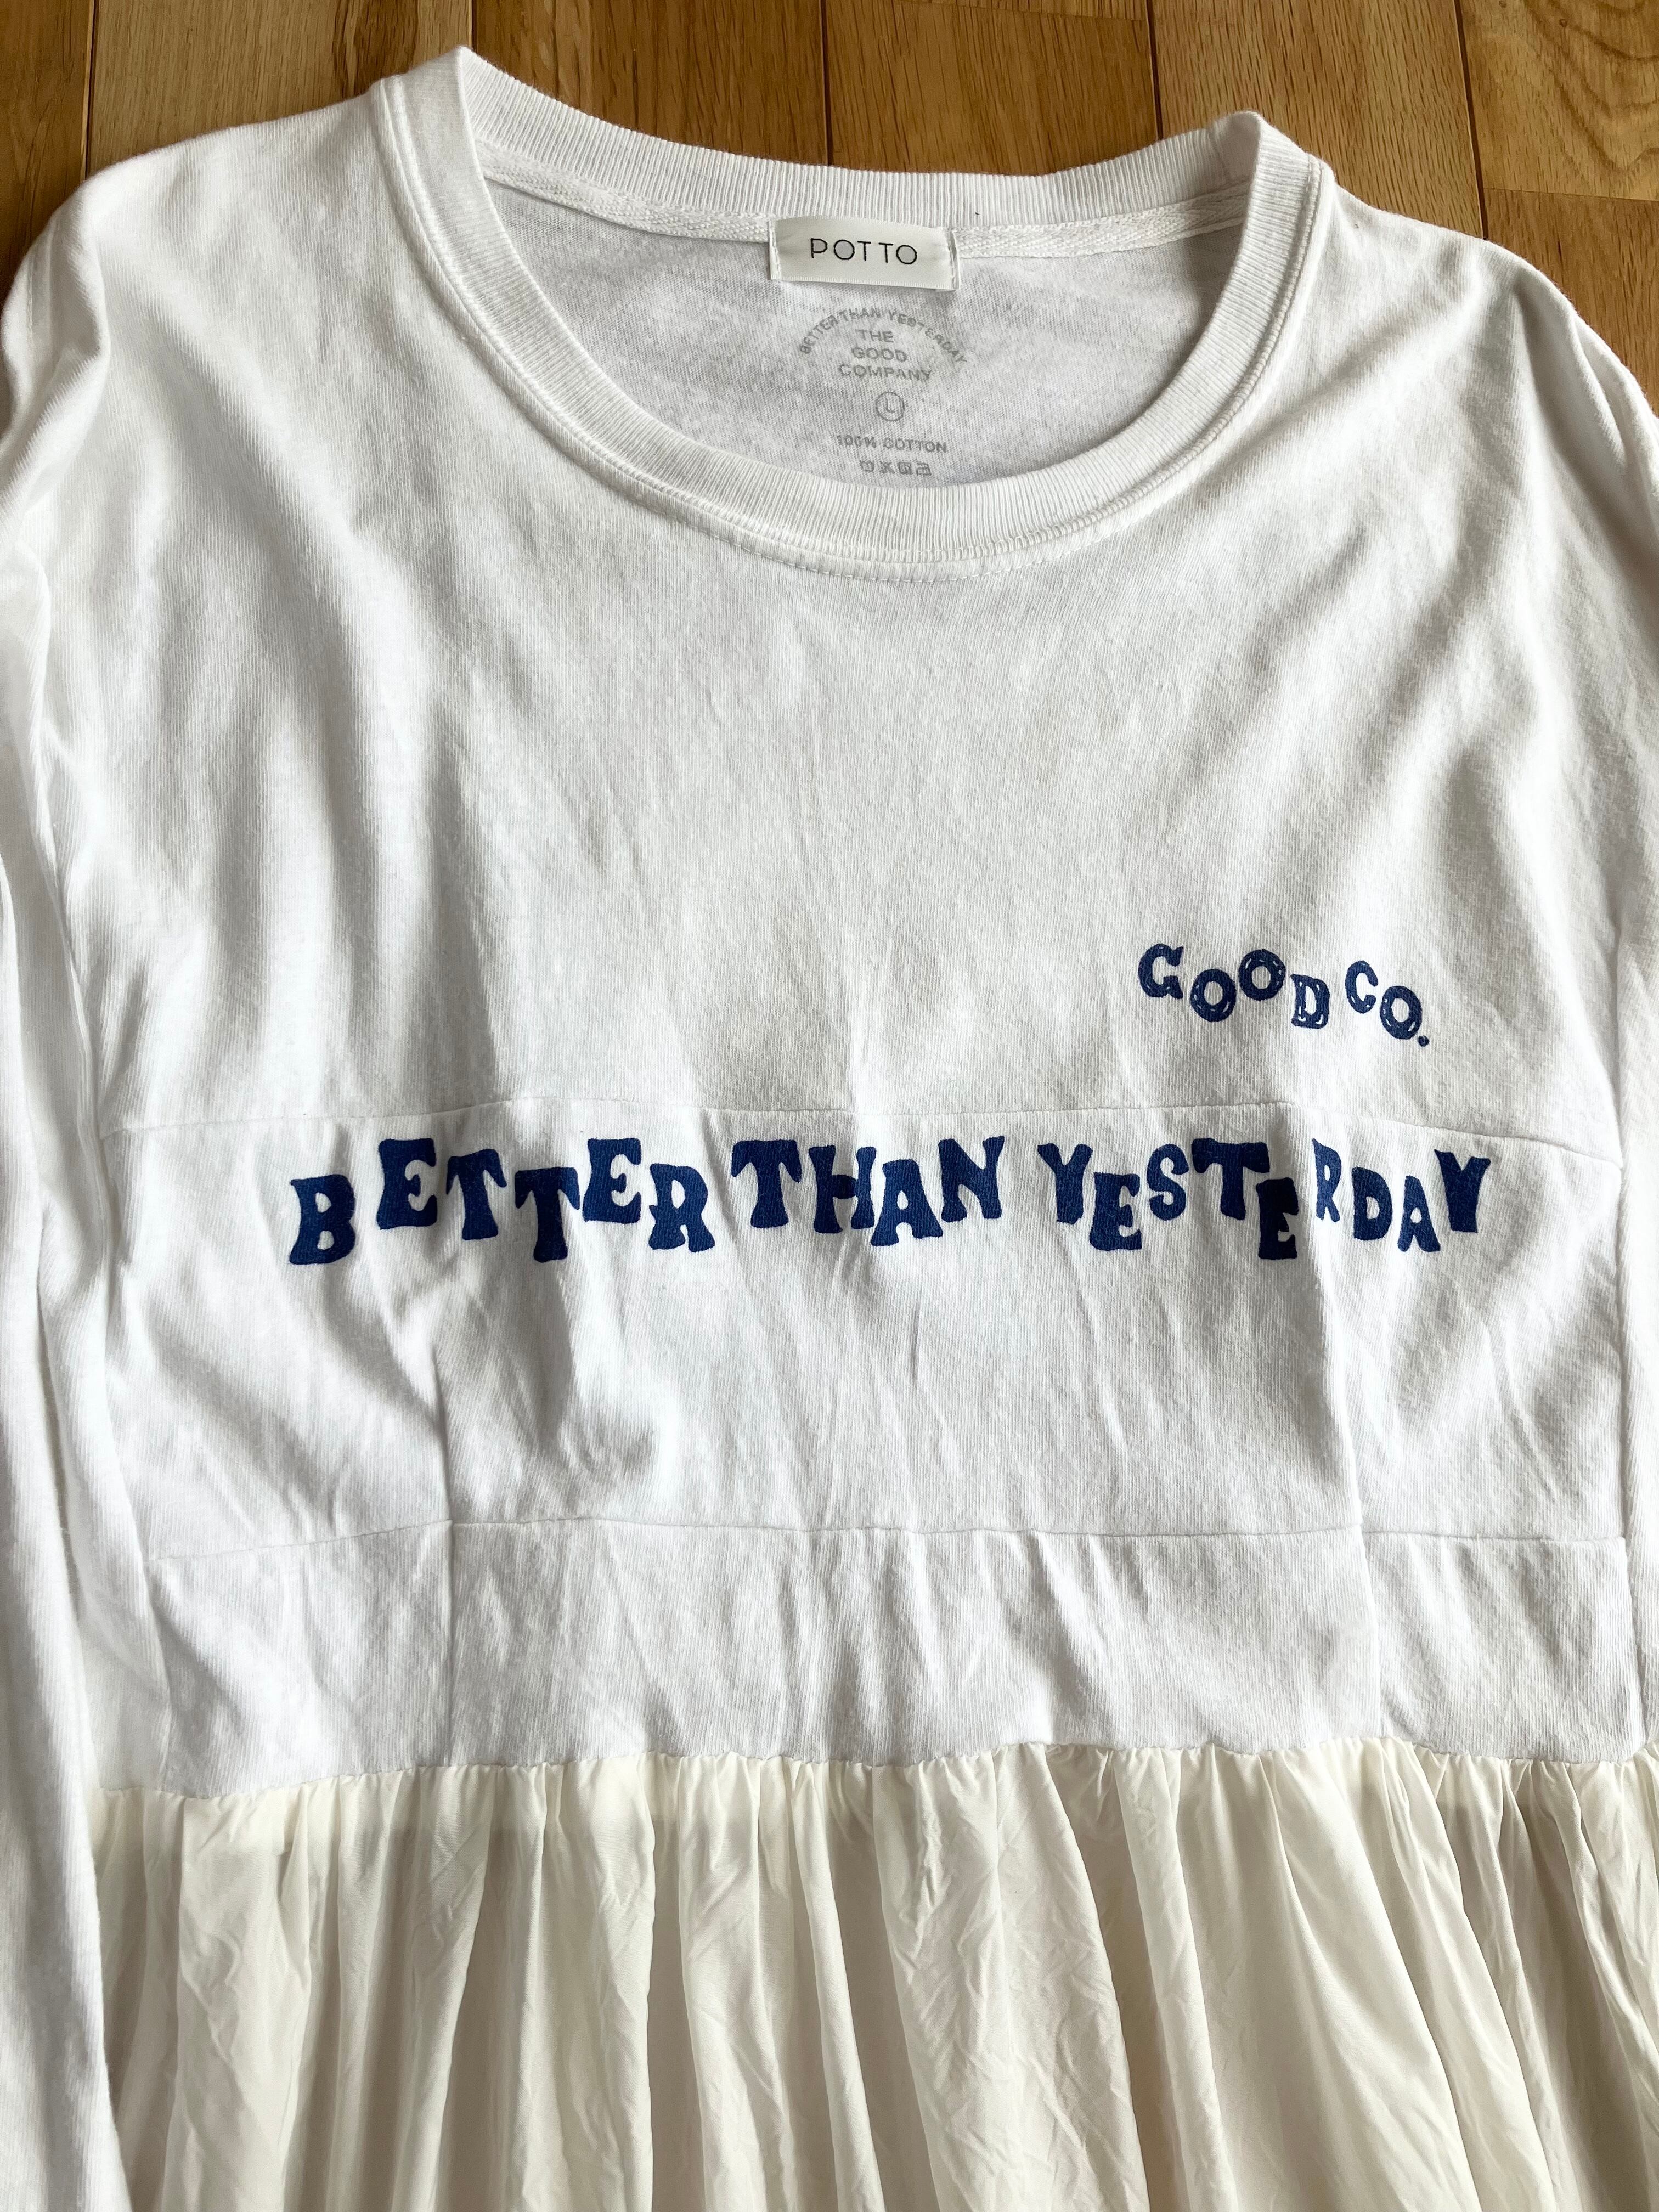 POTTO
BETTER THAN YESTERDAY
THE
GOOD
COMPANY
L
100% COTTON
GOOD CO.
BETTER THAN YESTERDAY